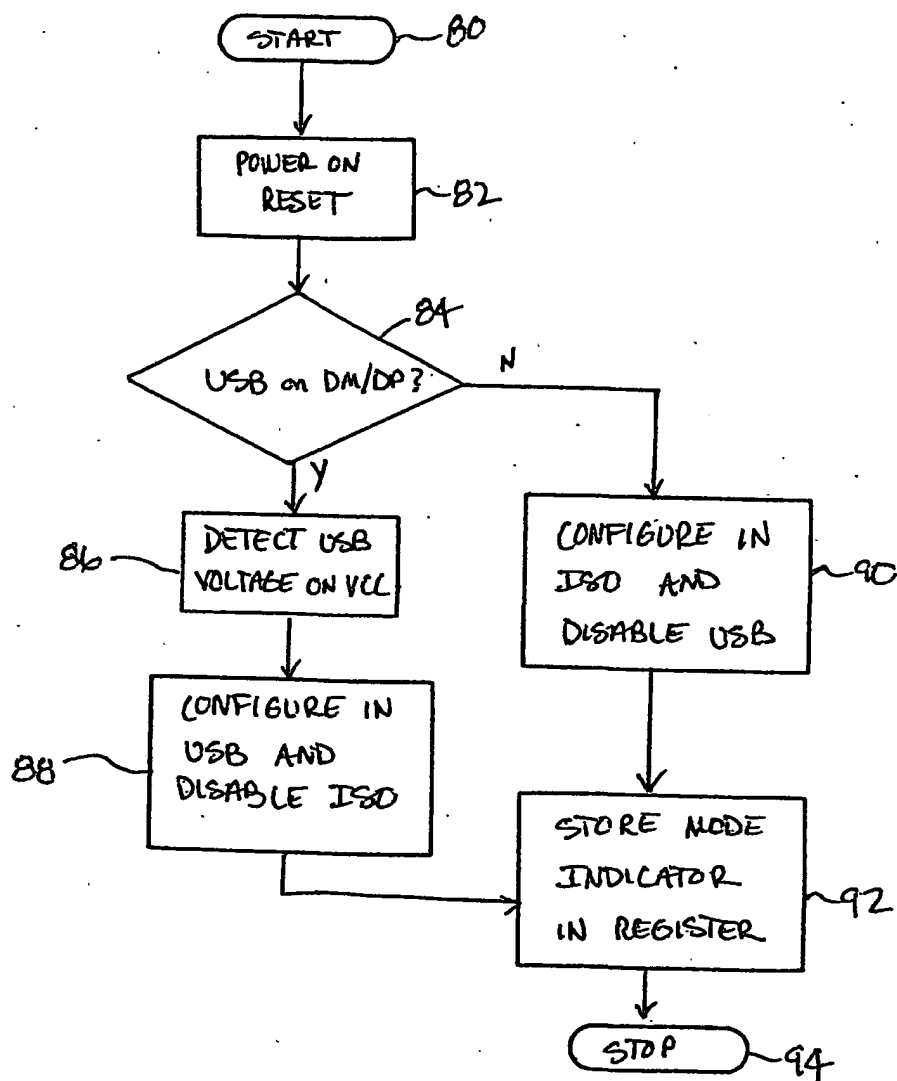 START
80
POWER ON
RESET
82
84
USB on DM/DP?
N
Y
DETECT USB
VOLTAGE ON VCC
86
CONFIGURE IN
ISO AND
DISABLE USB
90
CONFIGURE IN
USB AND
DISABLE ISO
88
STORE MODE
INDICATOR
IN REGISTER
92
STOP
94